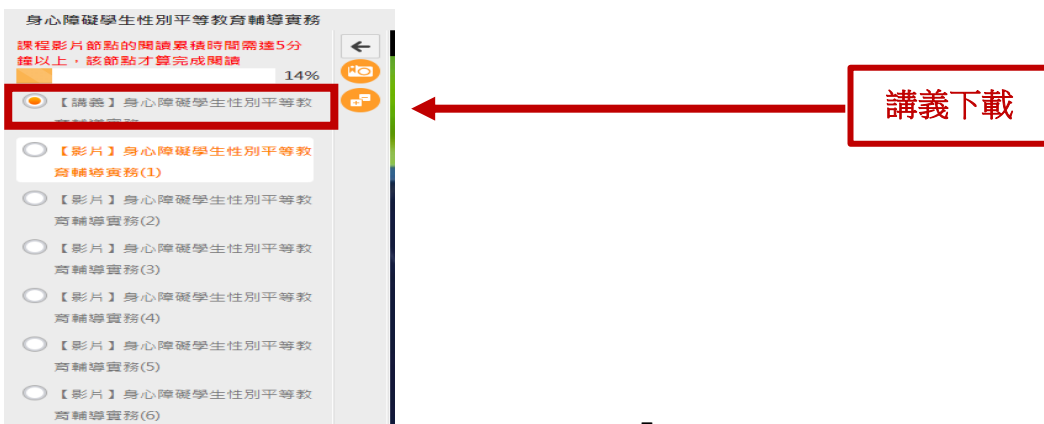 身心障礙學生性別平等教育輔導實務
課程影片節點的閱讀累積時間需達5分
鐘以上，該節點才算完成閱讀
14%
【講義】身心障礙學生性別平等教
講義下載
【影片】身心障礙學生性別平等教
育輔導實務(1)
【影片】身心障礙學生性別平等教
育輔導實務(2)
【影片】身心障礙學生性別平等教
育輔導實務(3)
【影片】身心障礙學生性別平等教
育輔導實務(4)
【影片】身心障礙學生性別平等教
育輔導實務(5)
【影片】身心障礙學生性別平等教
育輔導實務(6)